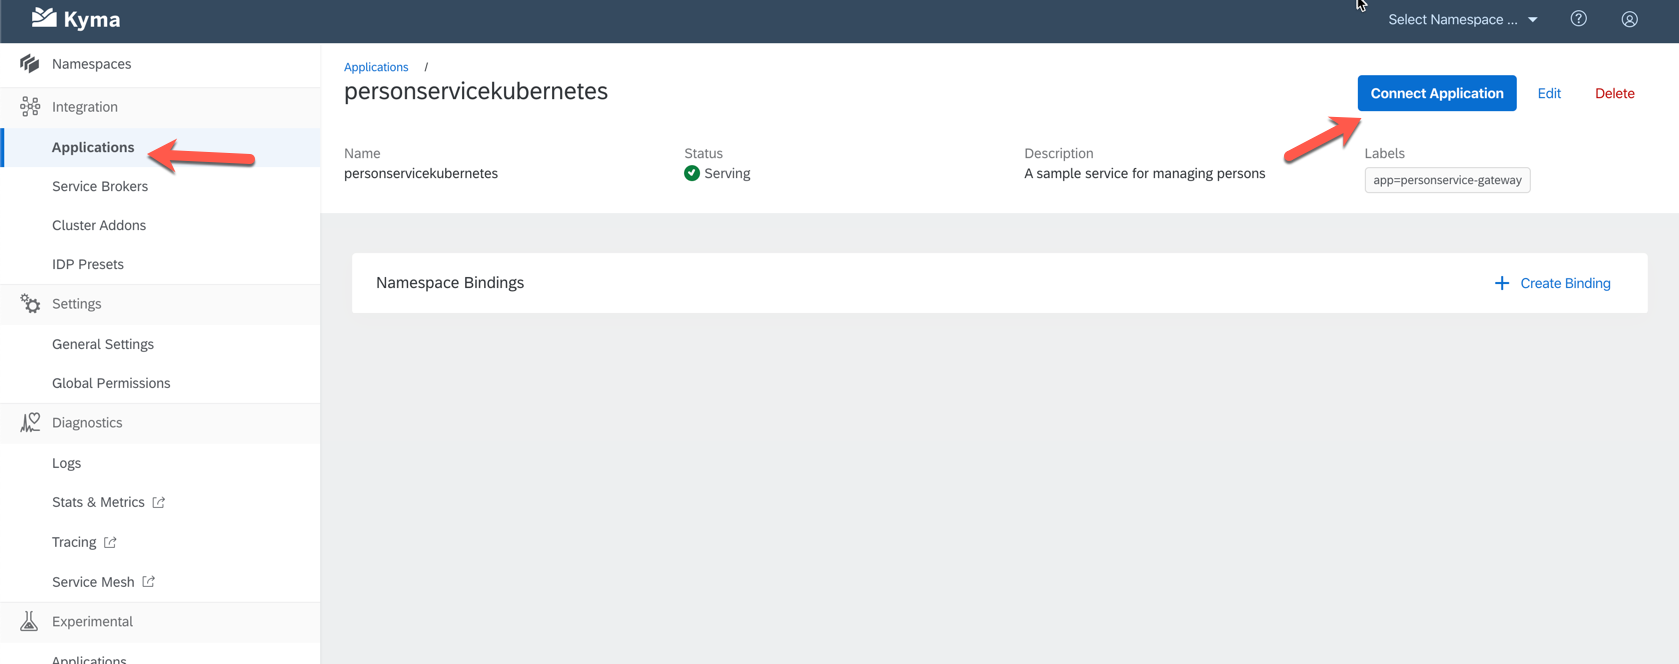 Kyma
Select Namespace ...
Namespaces
Integration
Applications
Service Brokers
Cluster Addons
IDP Presets
Settings
General Settings
Global Permissions
Diagnostics
Logs
Stats & Metrics
Tracing
Service Mesh
Experimental
Applications
Applications /
personservicekubernetes
Connect Application Edit Delete
Name Status Description Labels
personservicekubernetes Serving A sample service for managing persons app=personservice-gateway
Namespace Bindings + Create Binding